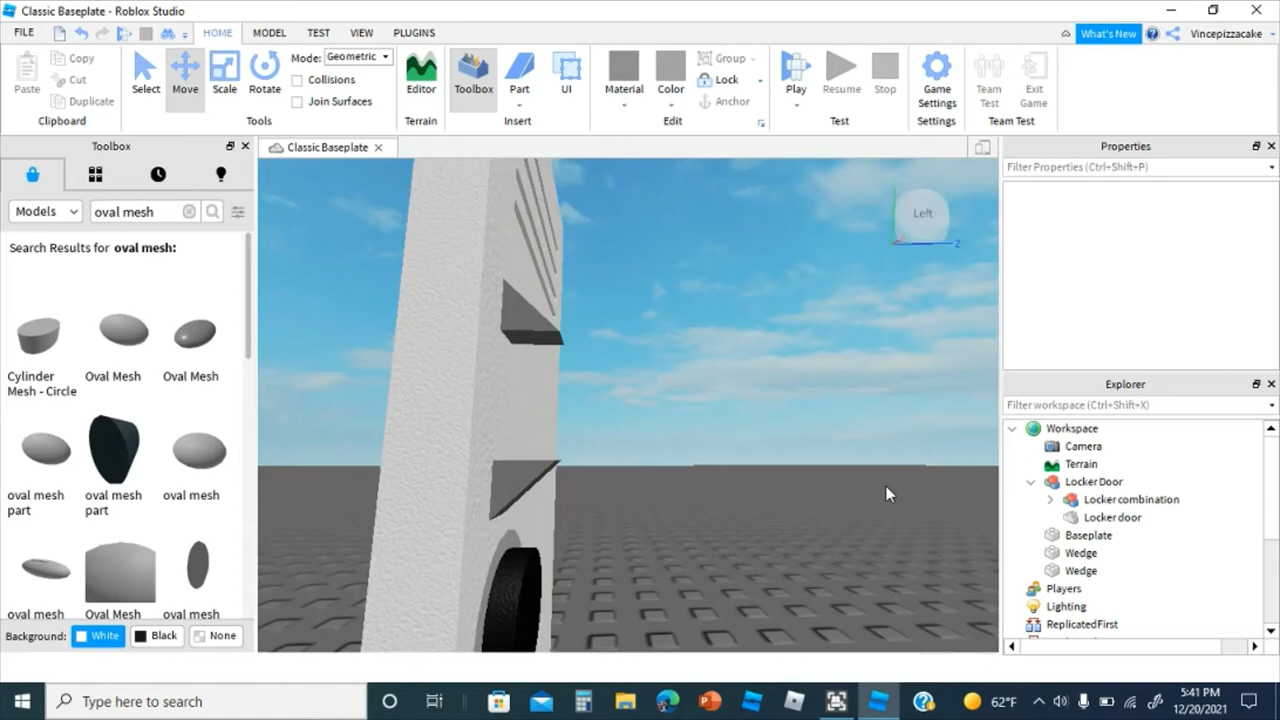 Classic Baseplate - Roblox Studio
FILE HOME MODEL TEST VIEW PLUGINS What's New Vincepizzacake
Paste Copy Cut Duplicate
Clipboard
Select Move Scale Rotate
Mode: Geometric
Collisions
Join Surfaces
Tools
Editor
Terrain
Toolbox Part UI
Insert
Material Color Group Lock Anchor
Edit
Play Resume Stop
Test
Game Settings
Settings
Team Test Exit Game
Team Test
Toolbox
Models oval mesh
Search Results for oval mesh:
Cylinder Mesh - Circle
Oval Mesh
Oval Mesh
oval mesh part
oval mesh part
oval mesh
oval mesh
Oval Mesh
oval mesh
Background: White Black None
Classic Baseplate
Left
Z
Properties
Filter Properties (Ctrl+Shift+P)
Explorer
Filter workspace (Ctrl+Shift+X)
Workspace
Camera
Terrain
Locker Door
Locker combination
Locker door
Baseplate
Wedge
Wedge
Players
Lighting
ReplicatedFirst
Type here to search
62°F
5:41 PM
12/20/2021